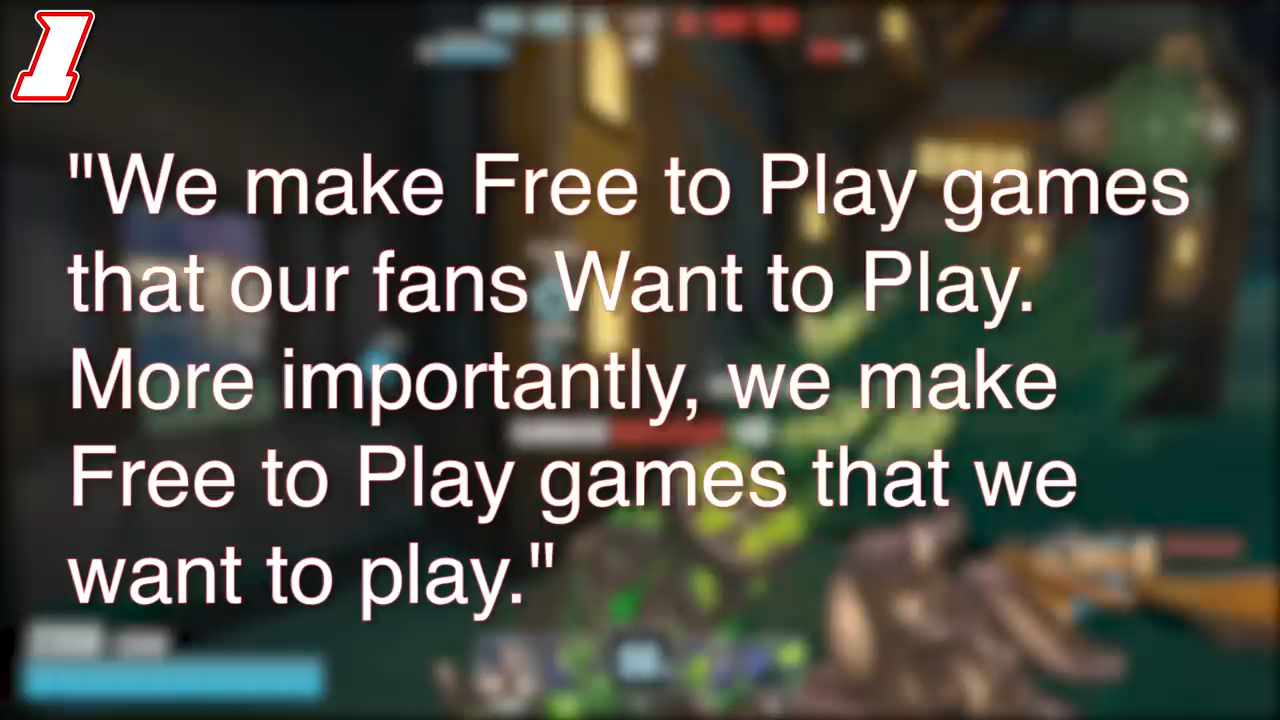 1
"We make Free to Play games
that our fans Want to Play.
More importantly, we make
Free to Play games that we
want to play."